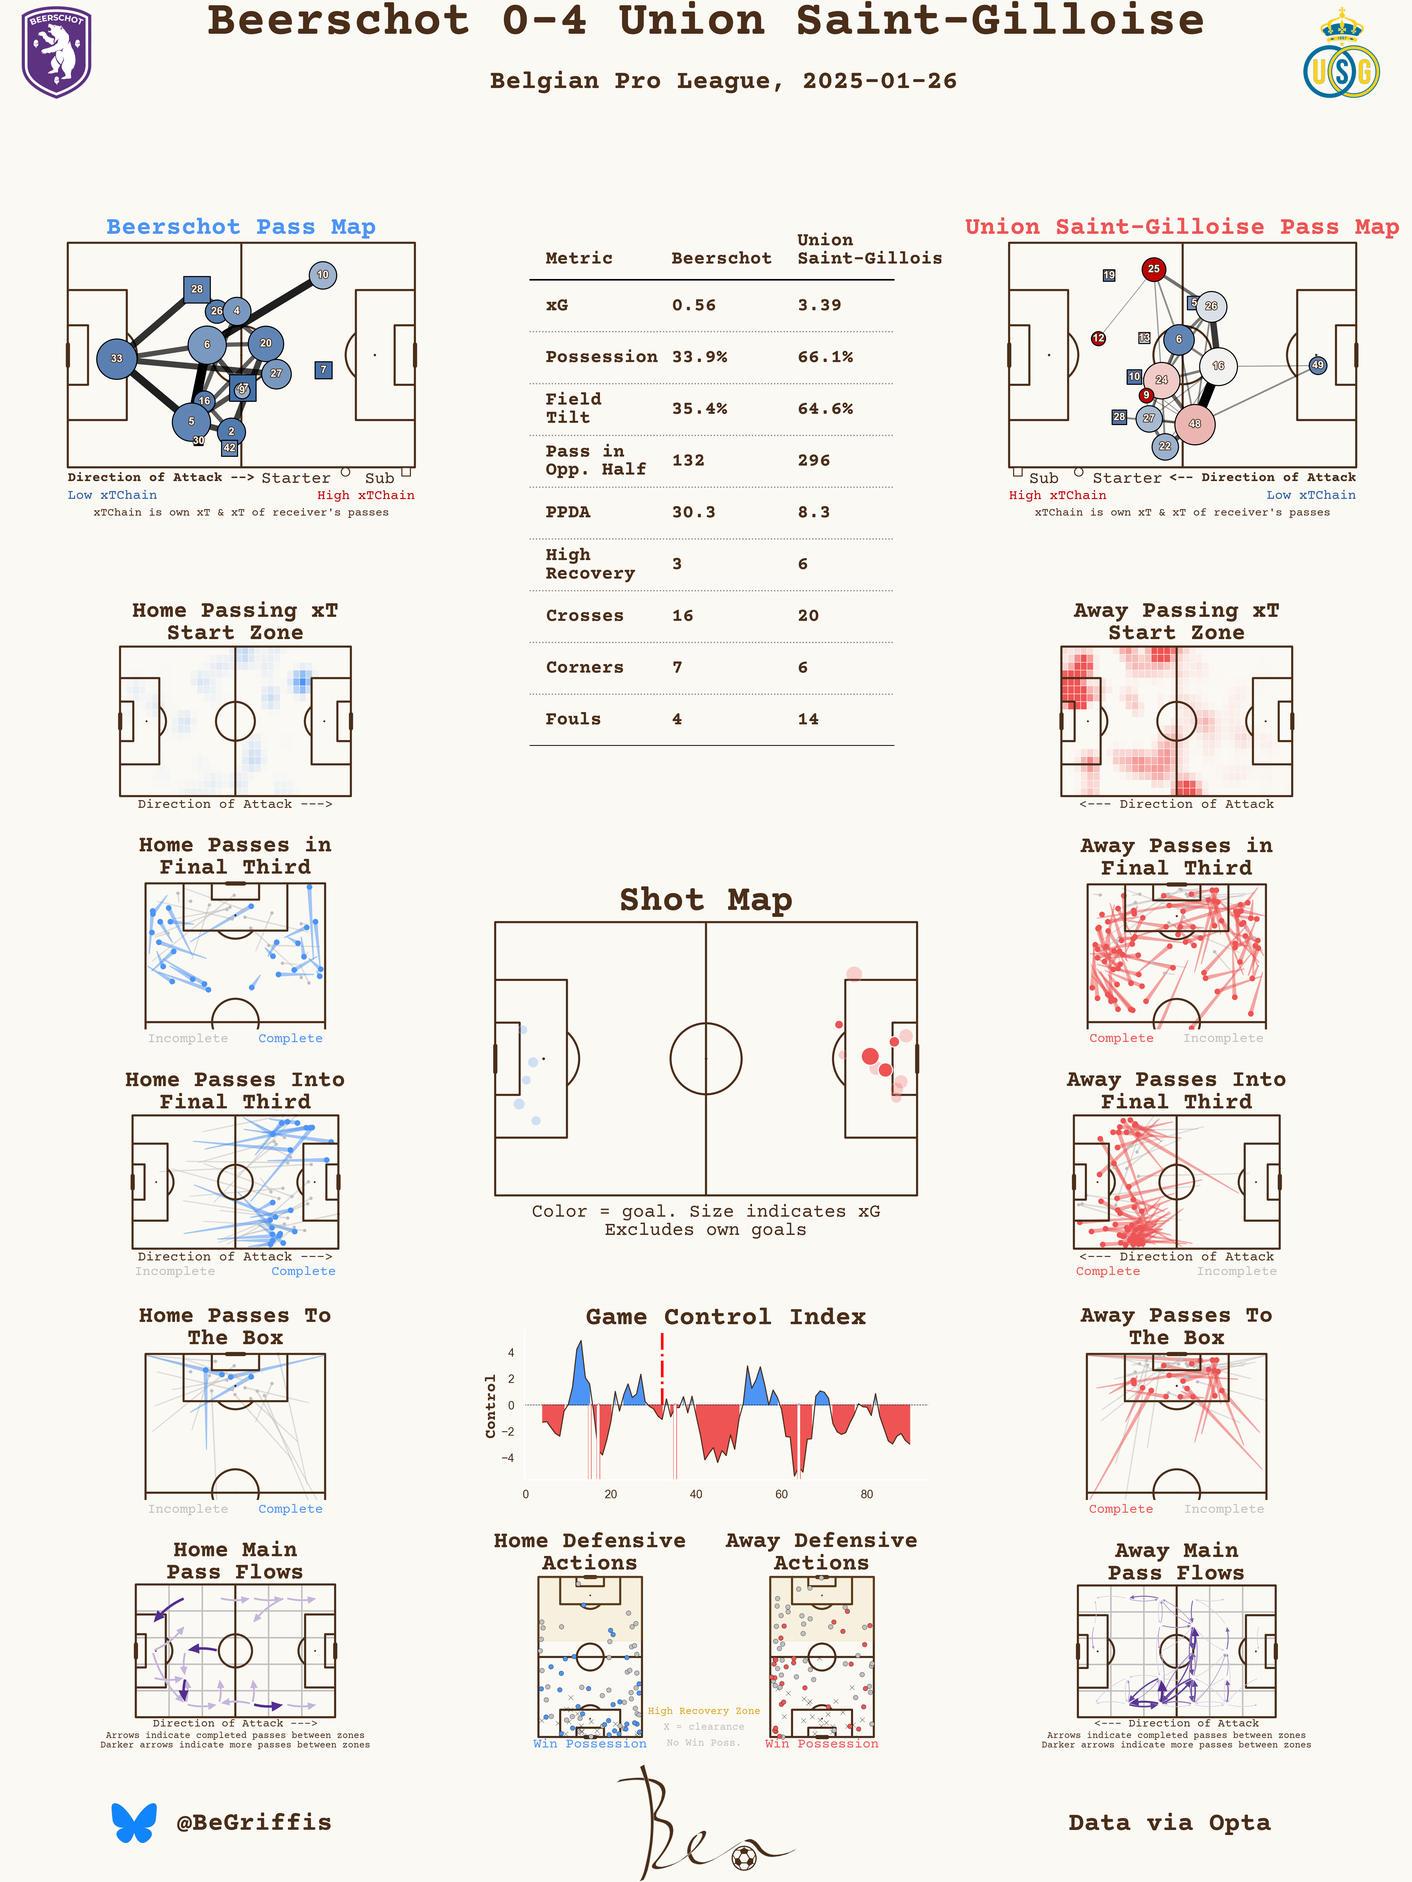 Beerschot 0-4 Union Saint-Gilloise
Belgian Pro League, 2025-01-26
BEERSCHOT
1897
USG
Beerschot Pass Map
28
10
26
4
6
20
33
27
7
9
16
5
2
30
42
Direction of Attack --> Starter Sub
Low xTChain High xTChain
xTChain is own xT & xT of receiver's passes
Metric Beerschot Union
Saint-Gillois
xG 0.56 3.39
Possession 33.9% 66.1%
Field
Tilt 35.4% 64.6%
Pass in
Opp. Half 132 296
PPDA 30.3 8.3
High
Recovery 3 6
Crosses 16 20
Corners 7 6
Fouls 4 14
Union Saint-Gilloise Pass Map
25
19
5
26
12
13
6
16
49
10
24
9
28
27
48
22
Sub Starter <-- Direction of Attack
High xTChain Low xTChain
xTChain is own xT & xT of receiver's passes
Home Passing xT
Start Zone
Direction of Attack --->
Away Passing xT
Start Zone
<--- Direction of Attack
Home Passes in
Final Third
Incomplete Complete
Away Passes in
Final Third
Complete Incomplete
Shot Map
Color = goal. Size indicates xG
Excludes own goals
Home Passes Into
Final Third
Direction of Attack --->
Incomplete Complete
Away Passes Into
Final Third
<--- Direction of Attack
Complete Incomplete
Home Passes To
The Box
Incomplete Complete
Game Control Index
Control
4
2
0
−2
−4
0 20 40 60 80
Away Passes To
The Box
Complete Incomplete
Home Main
Pass Flows
Direction of Attack --->
Arrows indicate completed passes between zones
Darker arrows indicate more passes between zones
Home Defensive
Actions
Win Possession
High Recovery Zone
X = clearance
No Win Poss.
Away Defensive
Actions
Win Possession
Away Main
Pass Flows
<--- Direction of Attack
Arrows indicate completed passes between zones
Darker arrows indicate more passes between zones
@BeGriffis
Ben
Data via Opta